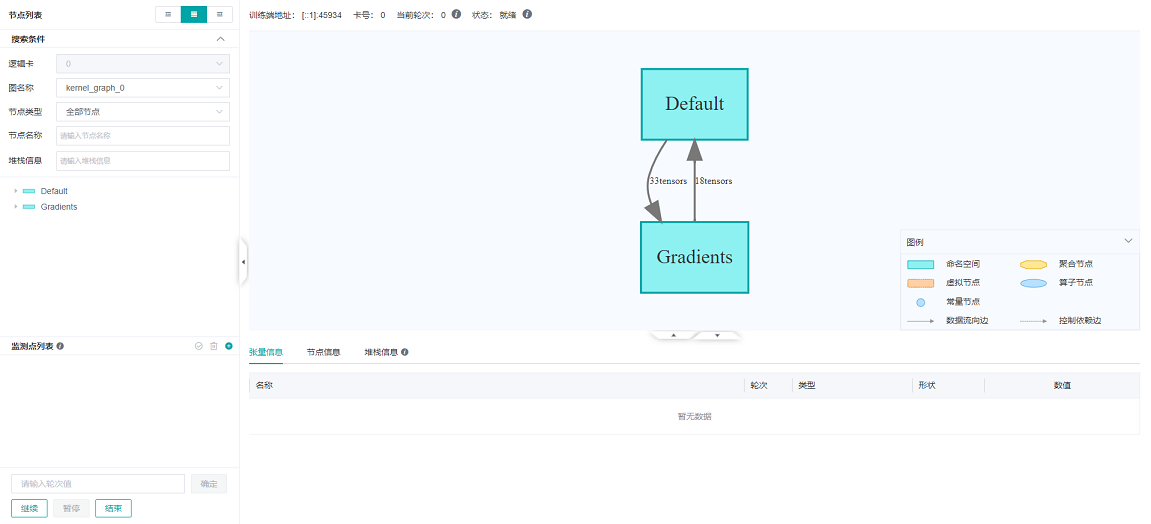 节点列表
搜索条件
逻辑卡 0
图名称 kernel_graph_0
节点类型 全部节点
节点名称 请输入节点名称
堆栈信息 请输入堆栈信息
Default
Gradients
监测点列表
请输入轮次值 确定
继续 暂停 结束
训练端地址: [::1]:45934 卡号: 0 当前轮次: 0 状态: 就绪
Default
33tensors 18tensors
Gradients
图例
命名空间 聚合节点
虚拟节点 算子节点
常量节点
数据流向边 控制依赖边
张量信息 节点信息 堆栈信息
名称 轮次 类型 形状 数值
暂无数据